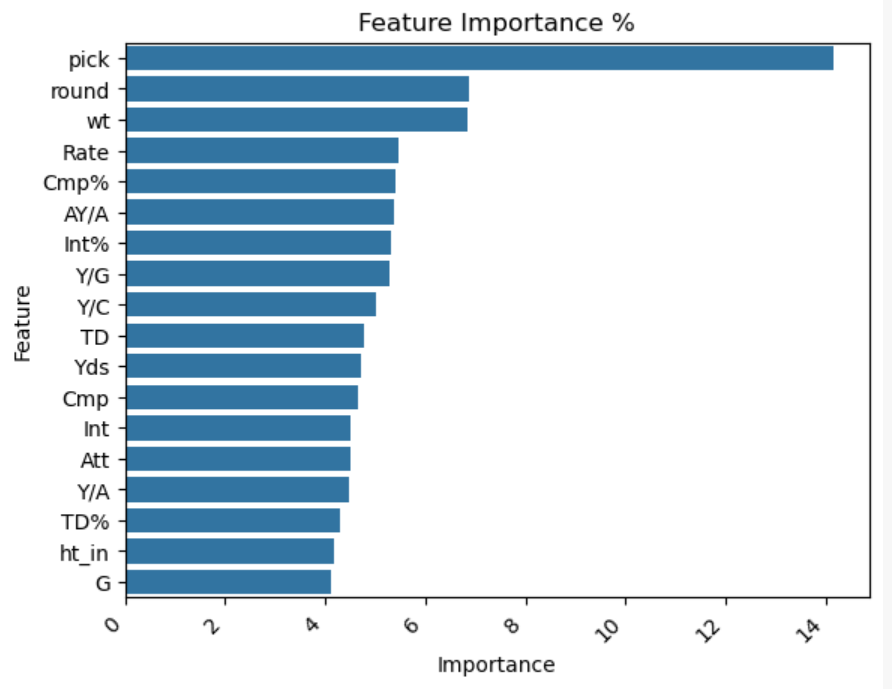 Feature Importance %
pick
round
wt
Rate
Cmp%
AY/A
Int%
Y/G
Y/C
TD
Yds
Cmp
Int
Att
Y/A
TD%
ht_in
G
Feature
0 2 4 6 8 10 12 14
Importance